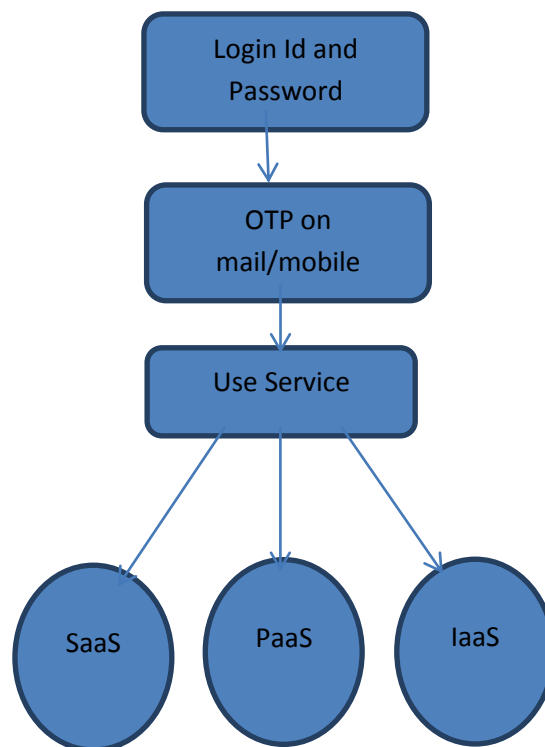 Login Id and
Password
OTP on
mail/mobile
Use Service
SaaS
PaaS
IaaS